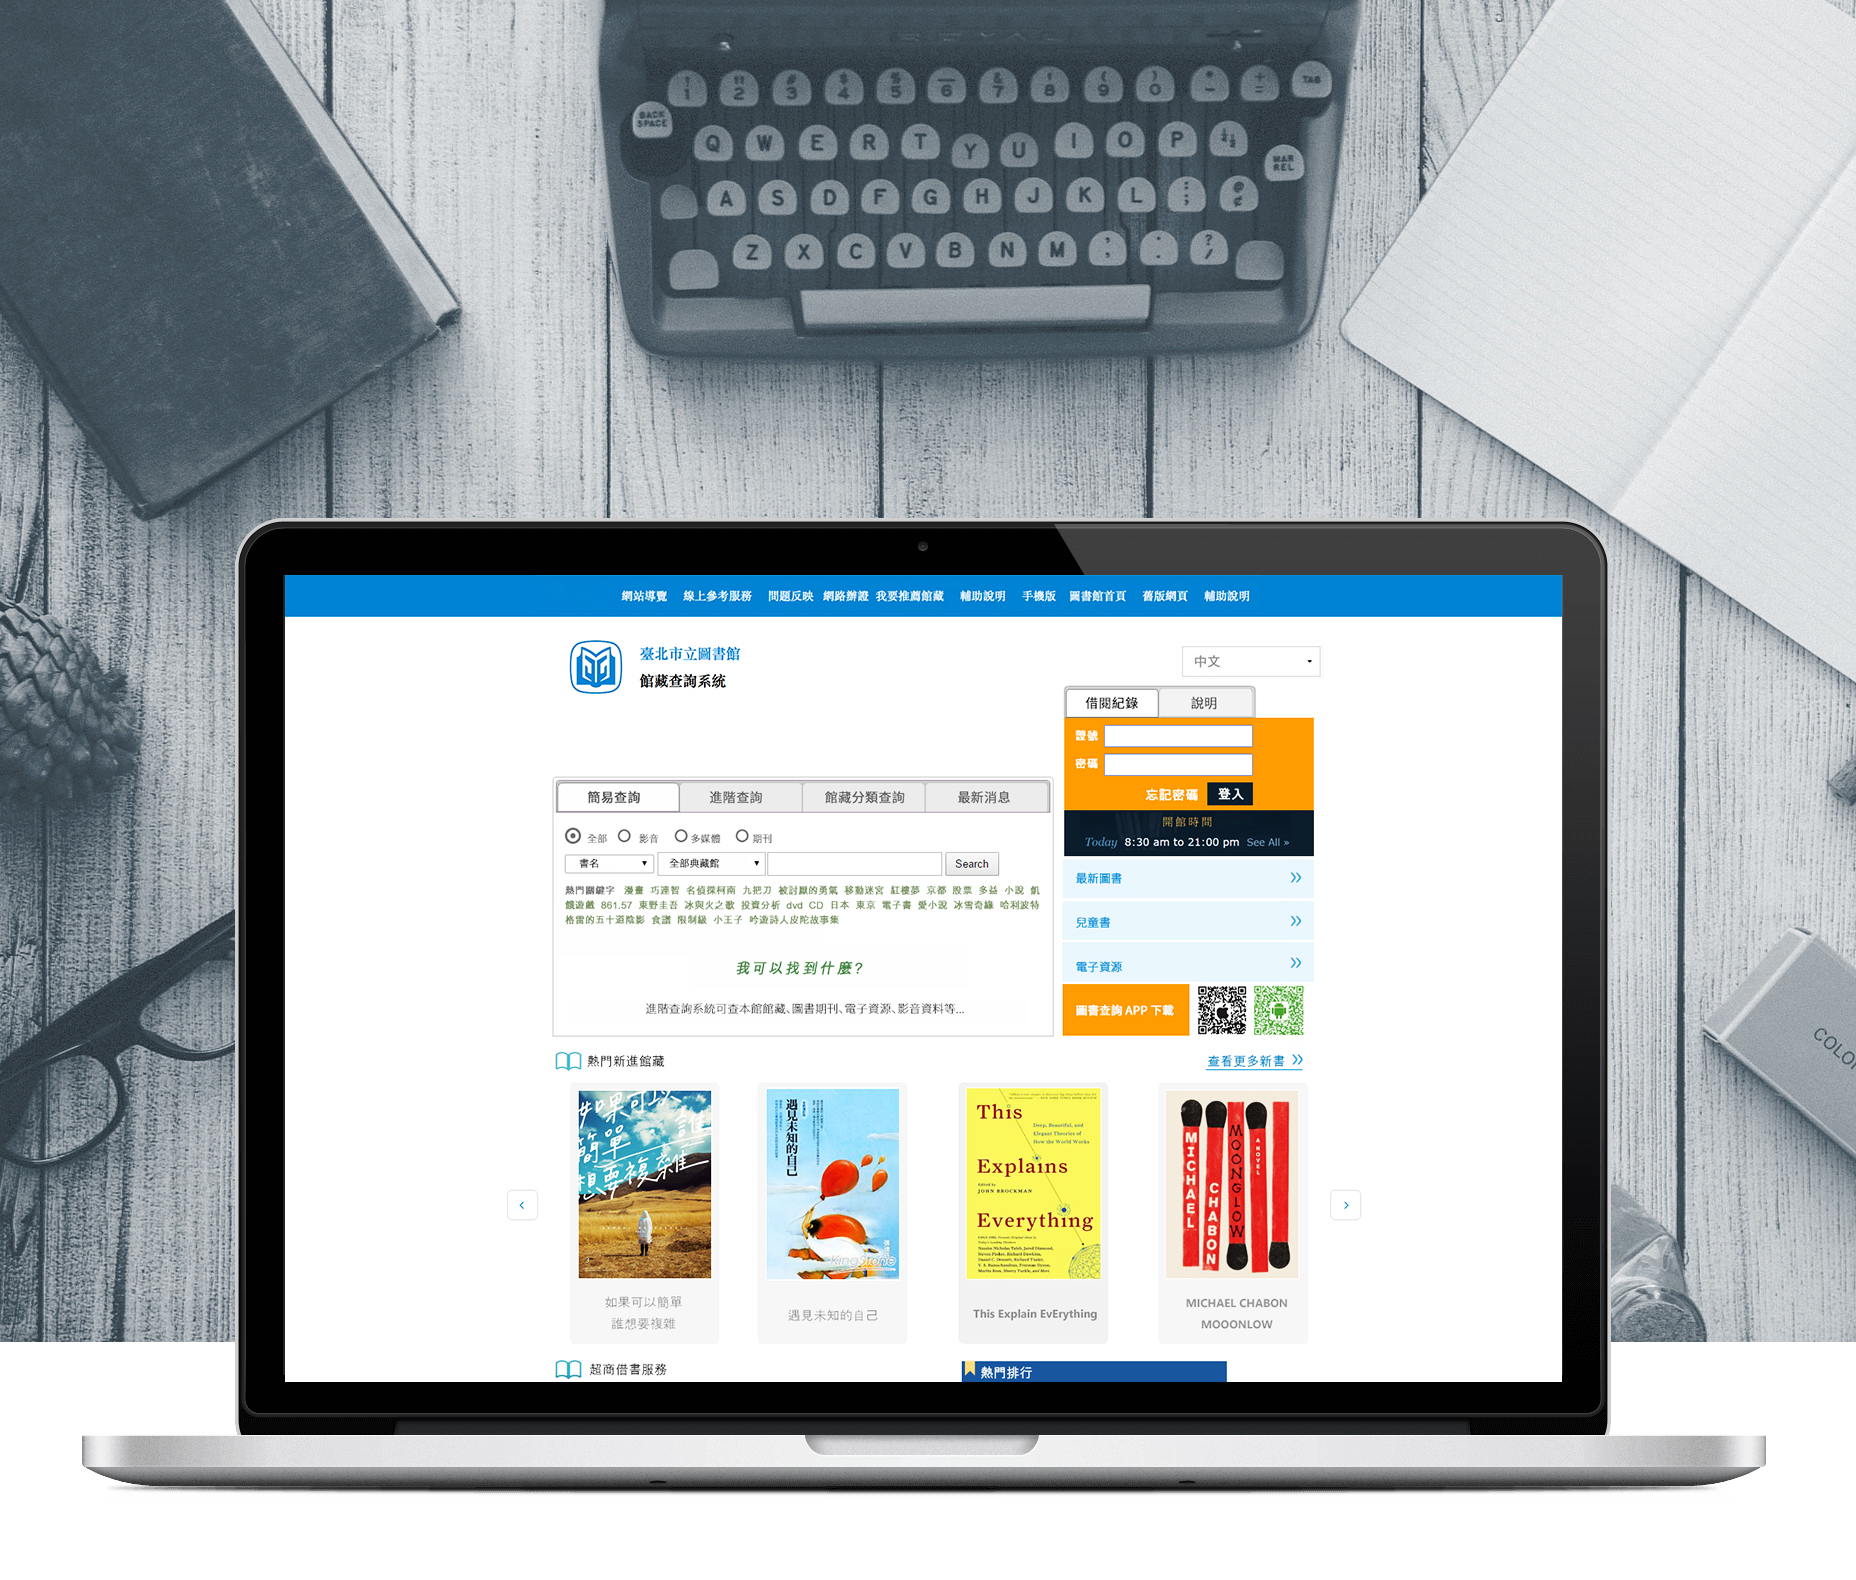 ROYAL
" # $ % _ & ' ( ) * + TAB
1 2 3 4 5 6 7 8 9 0 - =
BACK SPACE
Q W E R T Y U I O P
MAR REL
A S D F G H J K L ; @ ¢
Z X C V B N M , . ? /
COLOR
網站導覽 線上參考服務 問題反映 網路辦證 我要推薦館藏 輔助說明 手機版 圖書館首頁 舊版網頁 輔助說明
臺北市立圖書館
館藏查詢系統
中文
借閱紀錄 說明
證號
密碼
忘記密碼 登入
開館時間
Today 8:30 am to 21:00 pm See All »
簡易查詢 進階查詢 館藏分類查詢 最新消息
全部 影音 多媒體 期刊
書名 全部典藏館 Search
熱門關鍵字 漫畫 巧連智 名偵探柯南 九把刀 被討厭的勇氣 移動迷宮 紅樓夢 京都 股票 多益 小說 飢
餓遊戲 861.57 東野圭吾 冰與火之歌 投資分析 dvd CD 日本 東京 電子書 愛小說 冰雪奇緣 哈利波特
格雷的五十道陰影 食譜 限制級 小王子 吟遊詩人皮陀故事集
我可以找到什麼?
進階查詢系統可查本館館藏、圖書期刊、電子資源、影音資料等...
最新圖書
兒童書
電子資源
圖書查詢 APP 下載
熱門新進館藏
查看更多新書
如果可以
簡單 誰
想要複雜
遇見未知的自己
KingStone
This
Deep, Beautiful, and
Elegant Theories of
How the World Works
Explains
Edited by
JOHN BROCKMAN
Everything
MICHAEL
CHABON
MOONGLOW
A NOVEL
如果可以簡單
誰想要複雜
遇見未知的自己
This Explain EvErything
MICHAEL CHABON
MOOONLOW
超商借書服務
熱門排行